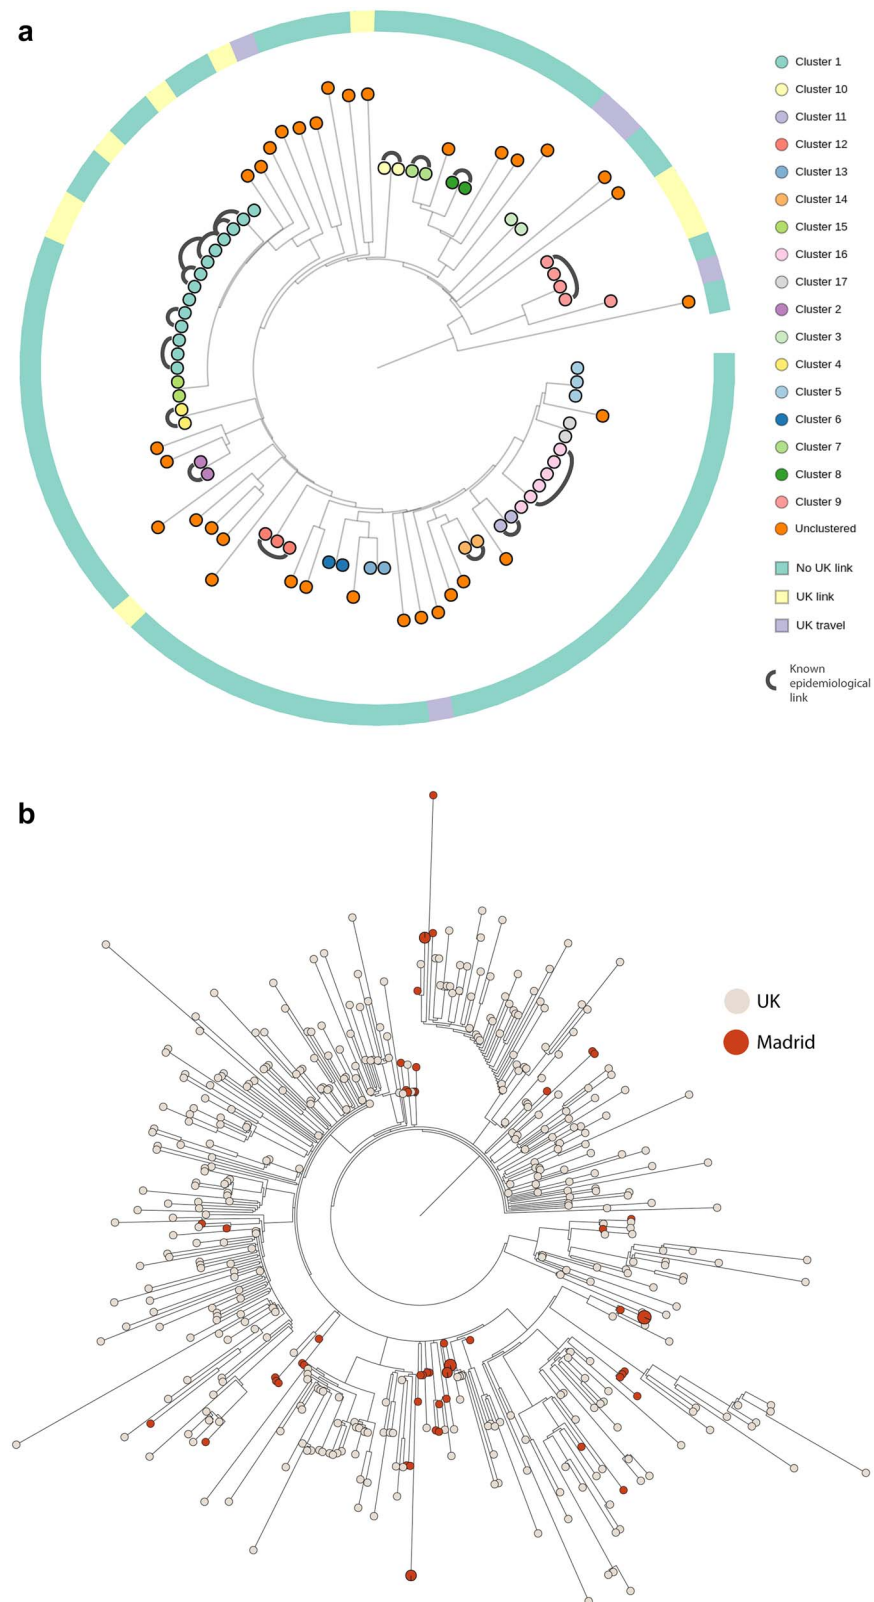 a
Cluster 1
Cluster 10
Cluster 11
Cluster 12
Cluster 13
Cluster 14
Cluster 15
Cluster 16
Cluster 17
Cluster 2
Cluster 3
Cluster 4
Cluster 5
Cluster 6
Cluster 7
Cluster 8
Cluster 9
Unclustered
No UK link
UK link
UK travel
Known
epidemiological
link
b
UK
Madrid